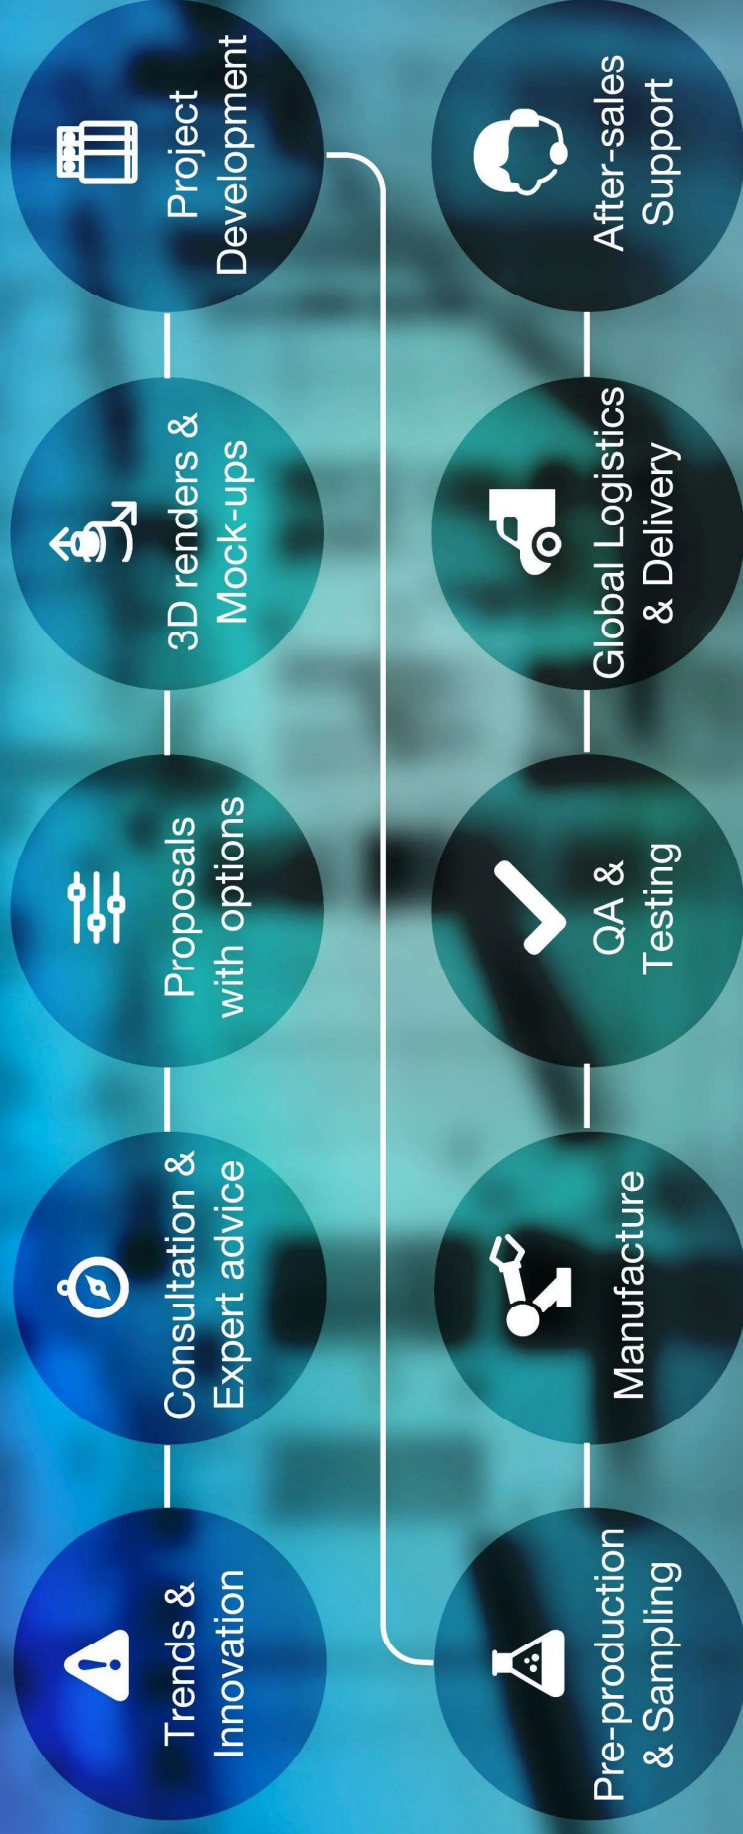 Trends &
Innovation
Consultation &
Expert advice
Proposals
with options
3D renders &
Mock-ups
Project
Development
Pre-production
& Sampling
Manufacture
QA &
Testing
Global Logistics
& Delivery
After-sales
Support